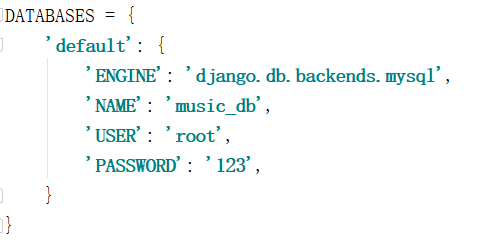 DATABASES = {
'default': {
'ENGINE': 'django.db.backends.mysql',
'NAME': 'music_db',
'USER': 'root',
'PASSWORD': '123',
}
}